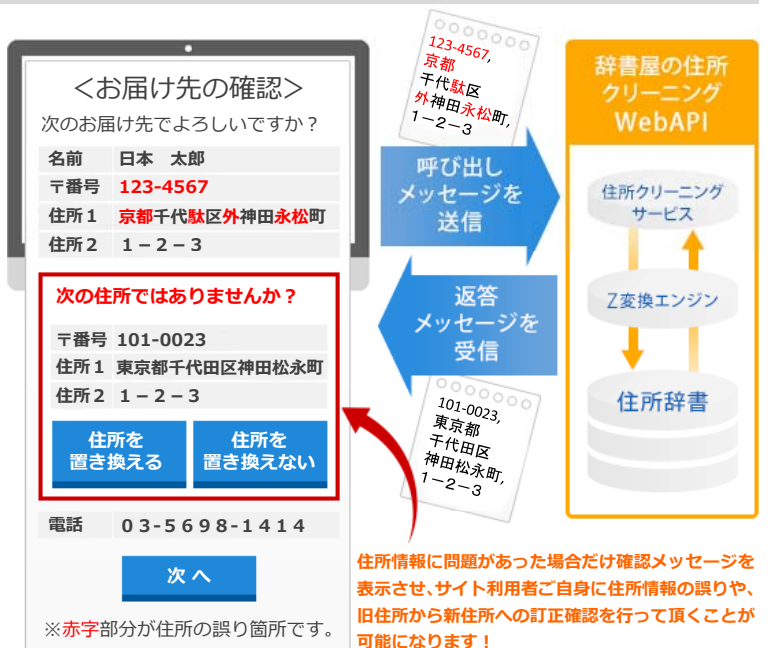 ＜お届け先の確認＞
次のお届け先でよろしいですか？
名前 日本 太郎
〒番号 123-4567
住所１ 京都千代駄区外神田永松町
住所２ １－２－３
次の住所ではありませんか？
〒番号 101-0023
住所１ 東京都千代田区神田松永町
住所２ １－２－３
住所を
置き換える
住所を
置き換えない
電話 ０３-５６９８-１４１４
次 へ
※赤字部分が住所の誤り箇所です。
123-4567,
京都
千代駄区
外神田永松町,
１－２－３
呼び出し
メッセージを
送信
返答
メッセージを
受信
101-0023,
東京都
千代田区
神田松永町,
１－２－３
辞書屋の住所
クリーニング
WebAPI
住所クリーニング
サービス
Z変換エンジン
住所辞書
住所情報に問題があった場合だけ確認メッセージを
表示させ、サイト利用者ご自身に住所情報の誤りや、
旧住所から新住所への訂正確認を行って頂くことが
可能になります！